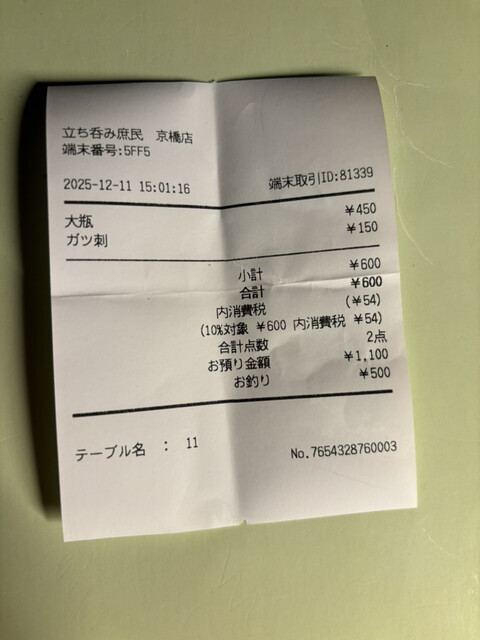 立ち呑み庶民 京橋店
端末番号:5FF5
2025-12-11 15:01:16 端末取引ID:81339
大瓶 ¥450
ガツ刺 ¥150
小計 ¥600
合計 ¥600
内消費税 (¥54)
(10%対象 ¥600 内消費税 ¥54)
合計点数 2点
お預り金額 ¥1,100
お釣り ¥500
テーブル名 : 11 No.7654328760003